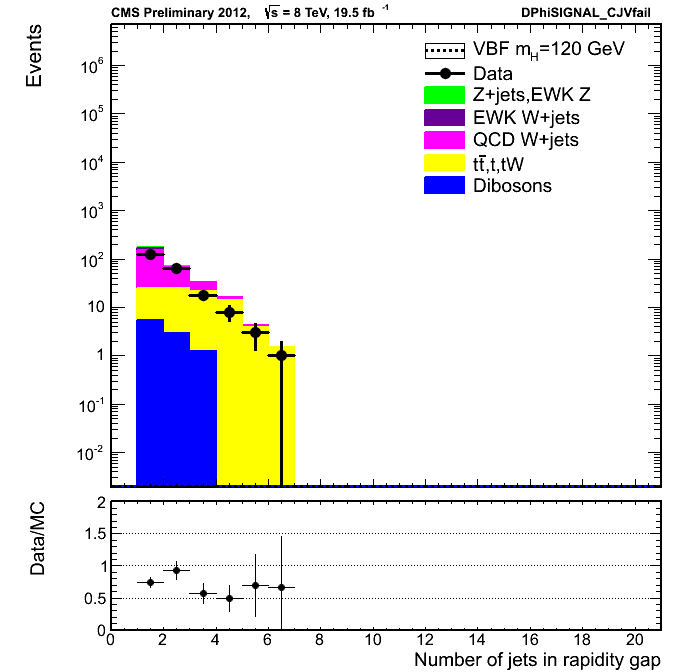 CMS Preliminary 2012, √s = 8 TeV, 19.5 fb⁻¹ DPhiSIGNAL_CJVfail
Events
VBF m_H=120 GeV
Data
Z+jets,EWK Z
EWK W+jets
QCD W+jets
tt̄,t,tW
Dibosons
10⁶
10⁵
10⁴
10³
10²
10
1
10⁻¹
10⁻²
Data/MC
2
1.5
1
0.5
0
0 2 4 6 8 10 12 14 16 18 20
Number of jets in rapidity gap